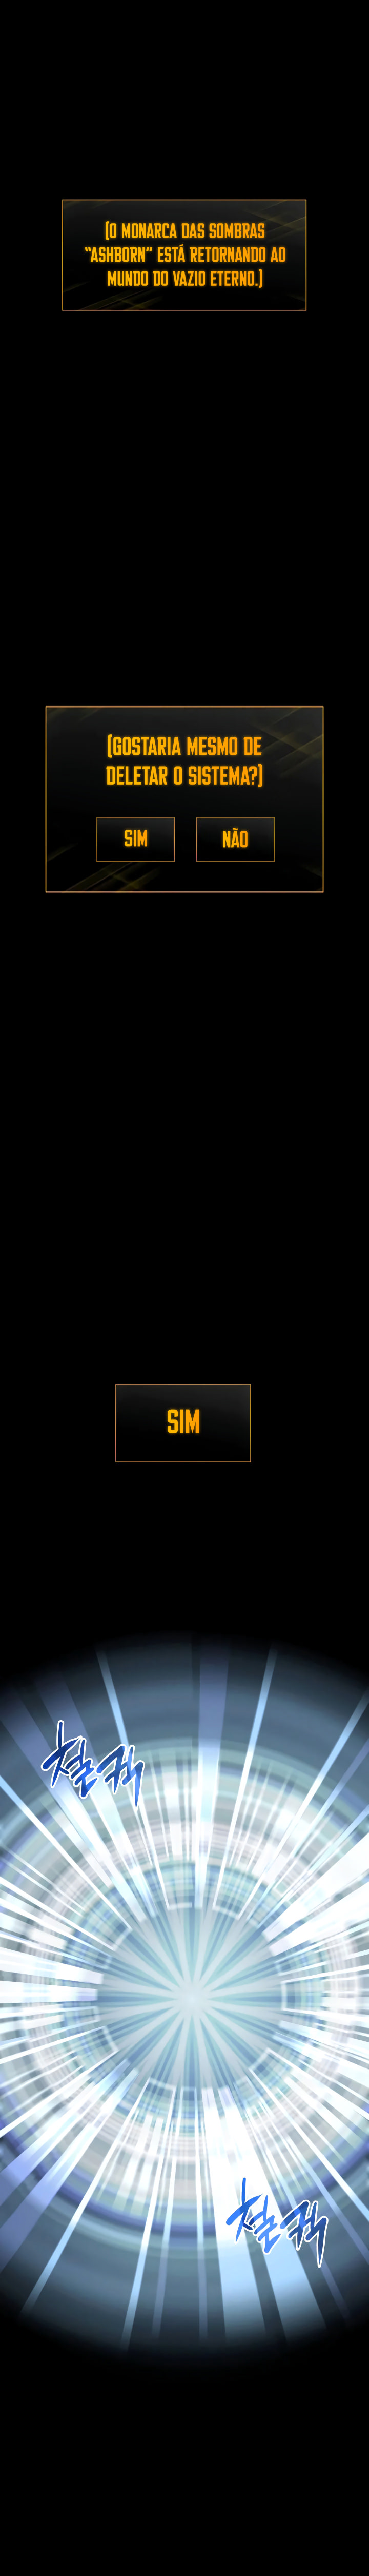 (O MONARCA DAS SOMBRAS
"ASHBORN" ESTÁ RETORNANDO AO
MUNDO DO VAZIO ETERNO.)
(GOSTARIA MESMO DE
DELETAR O SISTEMA?)
SIM
NÃO
SIM
철컥
철컥